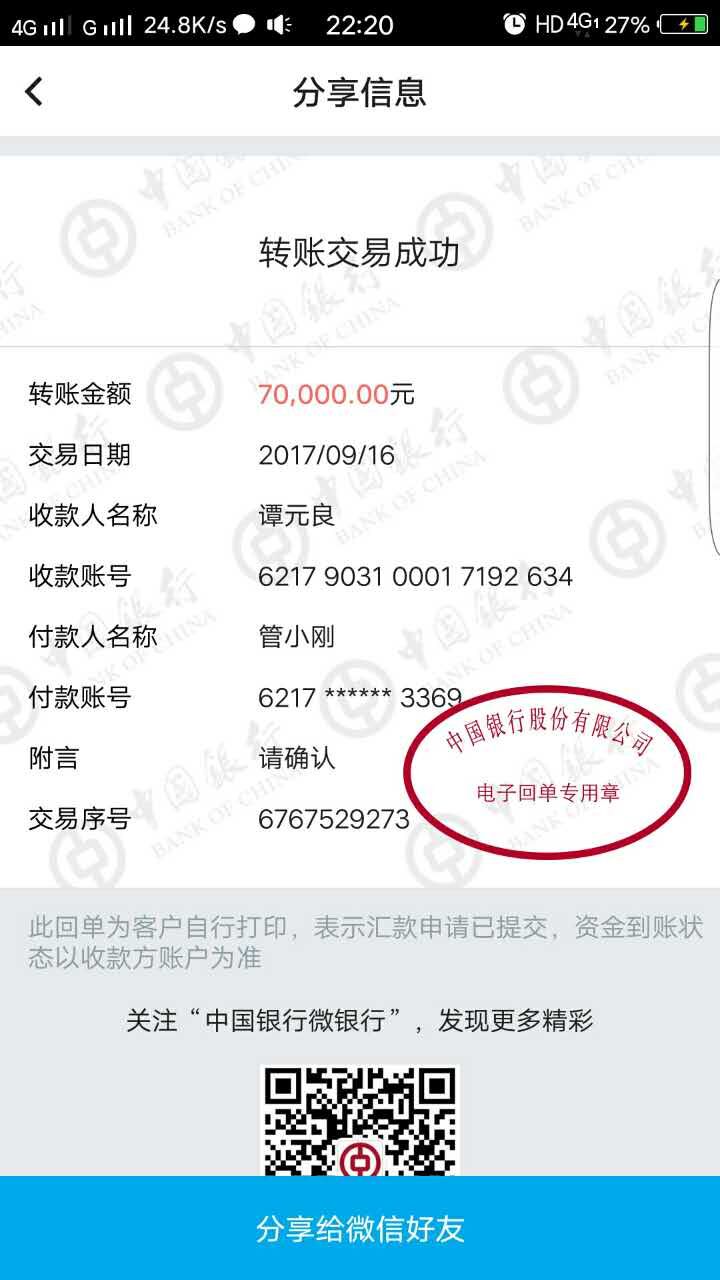 4G G 24.8K/s 22:20 HD 4G1 27%
分享信息
转账交易成功
转账金额 70,000.00元
交易日期 2017/09/16
收款人名称 谭元良
收款账号 6217 9031 0001 7192 634
付款人名称 管小刚
付款账号 6217 ****** 3369
附言 请确认
交易序号 6767529273
中国银行股份有限公司
电子回单专用章
此回单为客户自行打印，表示汇款申请已提交，资金到账状
态以收款方账户为准
关注“中国银行微银行”，发现更多精彩
分享给微信好友
中国银行
BANK OF CHINA